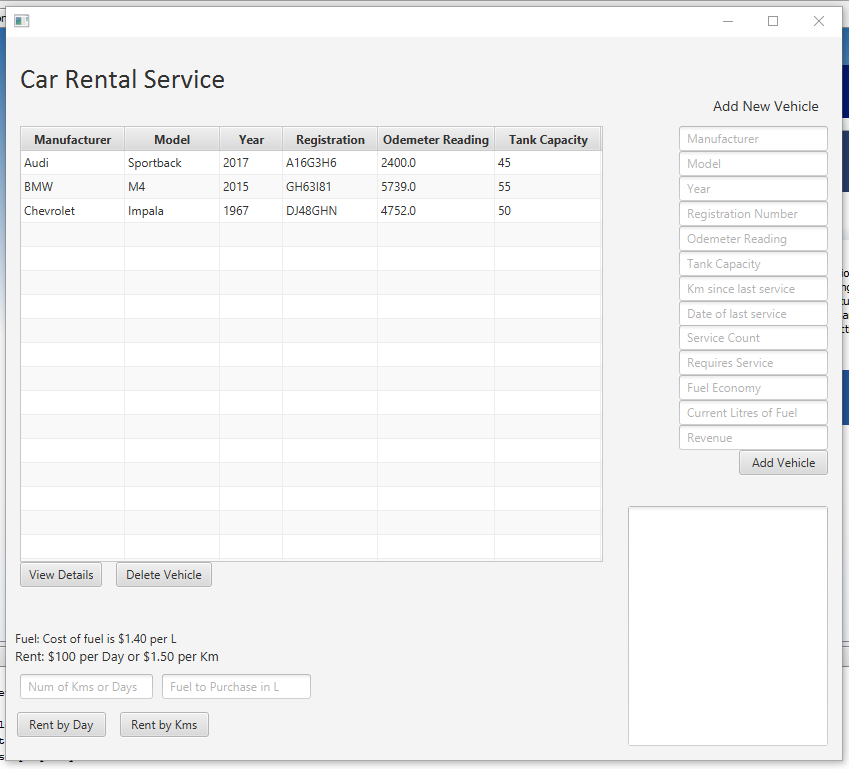 Car Rental Service
Add New Vehicle
Manufacturer Model Year Registration Odemeter Reading Tank Capacity
Audi Sportback 2017 A16G3H6 2400.0 45
BMW M4 2015 GH63I81 5739.0 55
Chevrolet Impala 1967 DJ48GHN 4752.0 50
Manufacturer
Model
Year
Registration Number
Odemeter Reading
Tank Capacity
Km since last service
Date of last service
Service Count
Requires Service
Fuel Economy
Current Litres of Fuel
Revenue
Add Vehicle
View Details Delete Vehicle
Fuel: Cost of fuel is $1.40 per L
Rent: $100 per Day or $1.50 per Km
Num of Kms or Days Fuel to Purchase in L
Rent by Day Rent by Kms